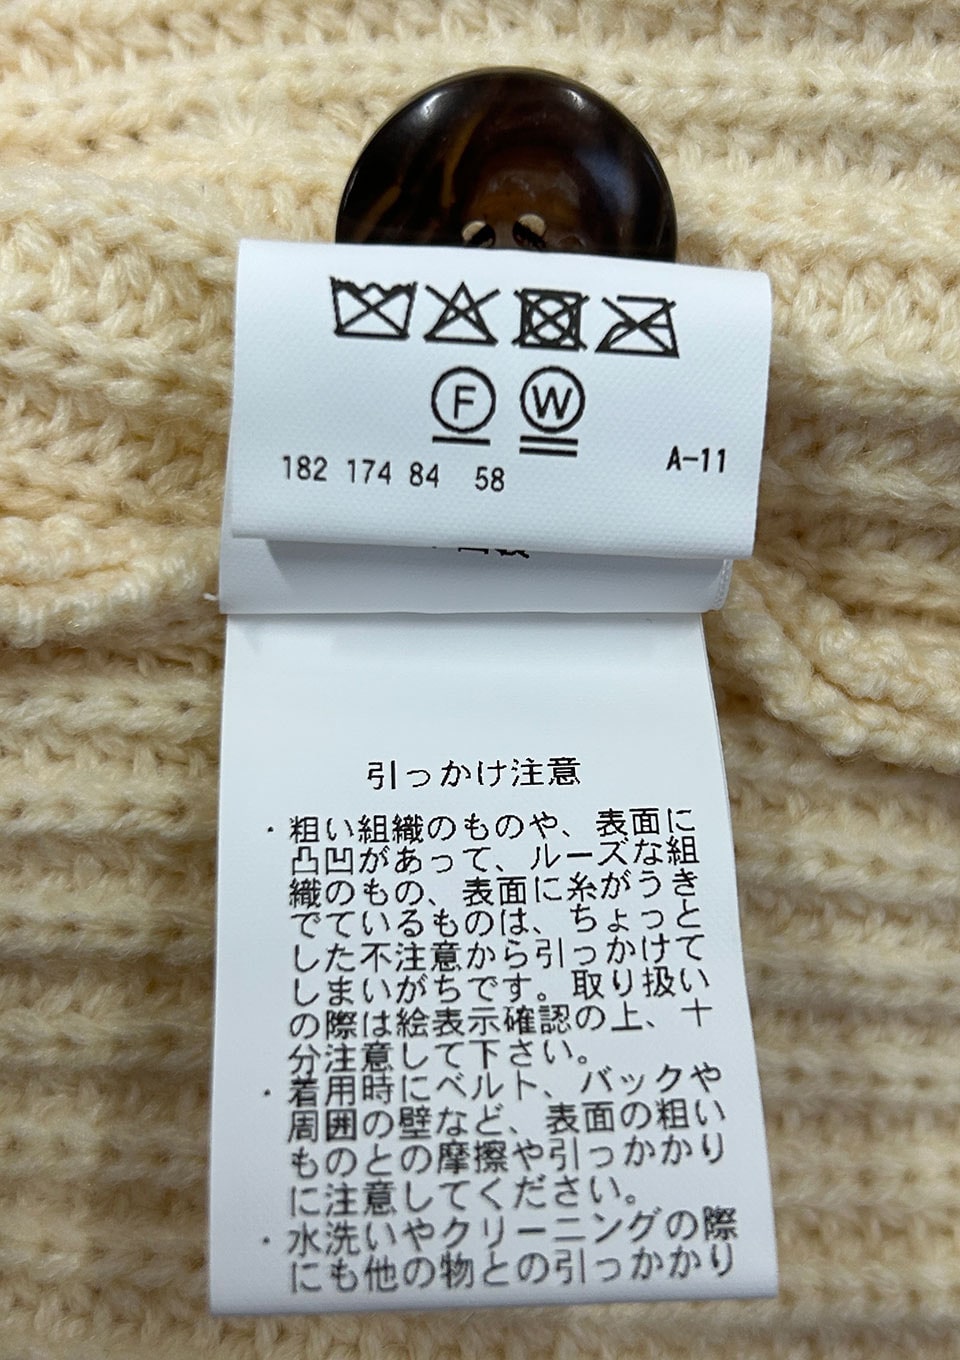 F W
182 174 84 58
A-11
引っかけ注意
・粗い組織のものや、表面に
凸凹があって、ルーズな組
織のもの、表面に糸がうき
でているものは、ちょっと
した不注意から引っかけて
しまいがちです。取り扱い
の際は絵表示確認の上、十
分注意して下さい。
・着用時にベルト、バックや
周囲の壁など、表面の粗い
ものとの摩擦や引っかかり
に注意してください。
・水洗いやクリーニングの際
にも他の物との引っかかり